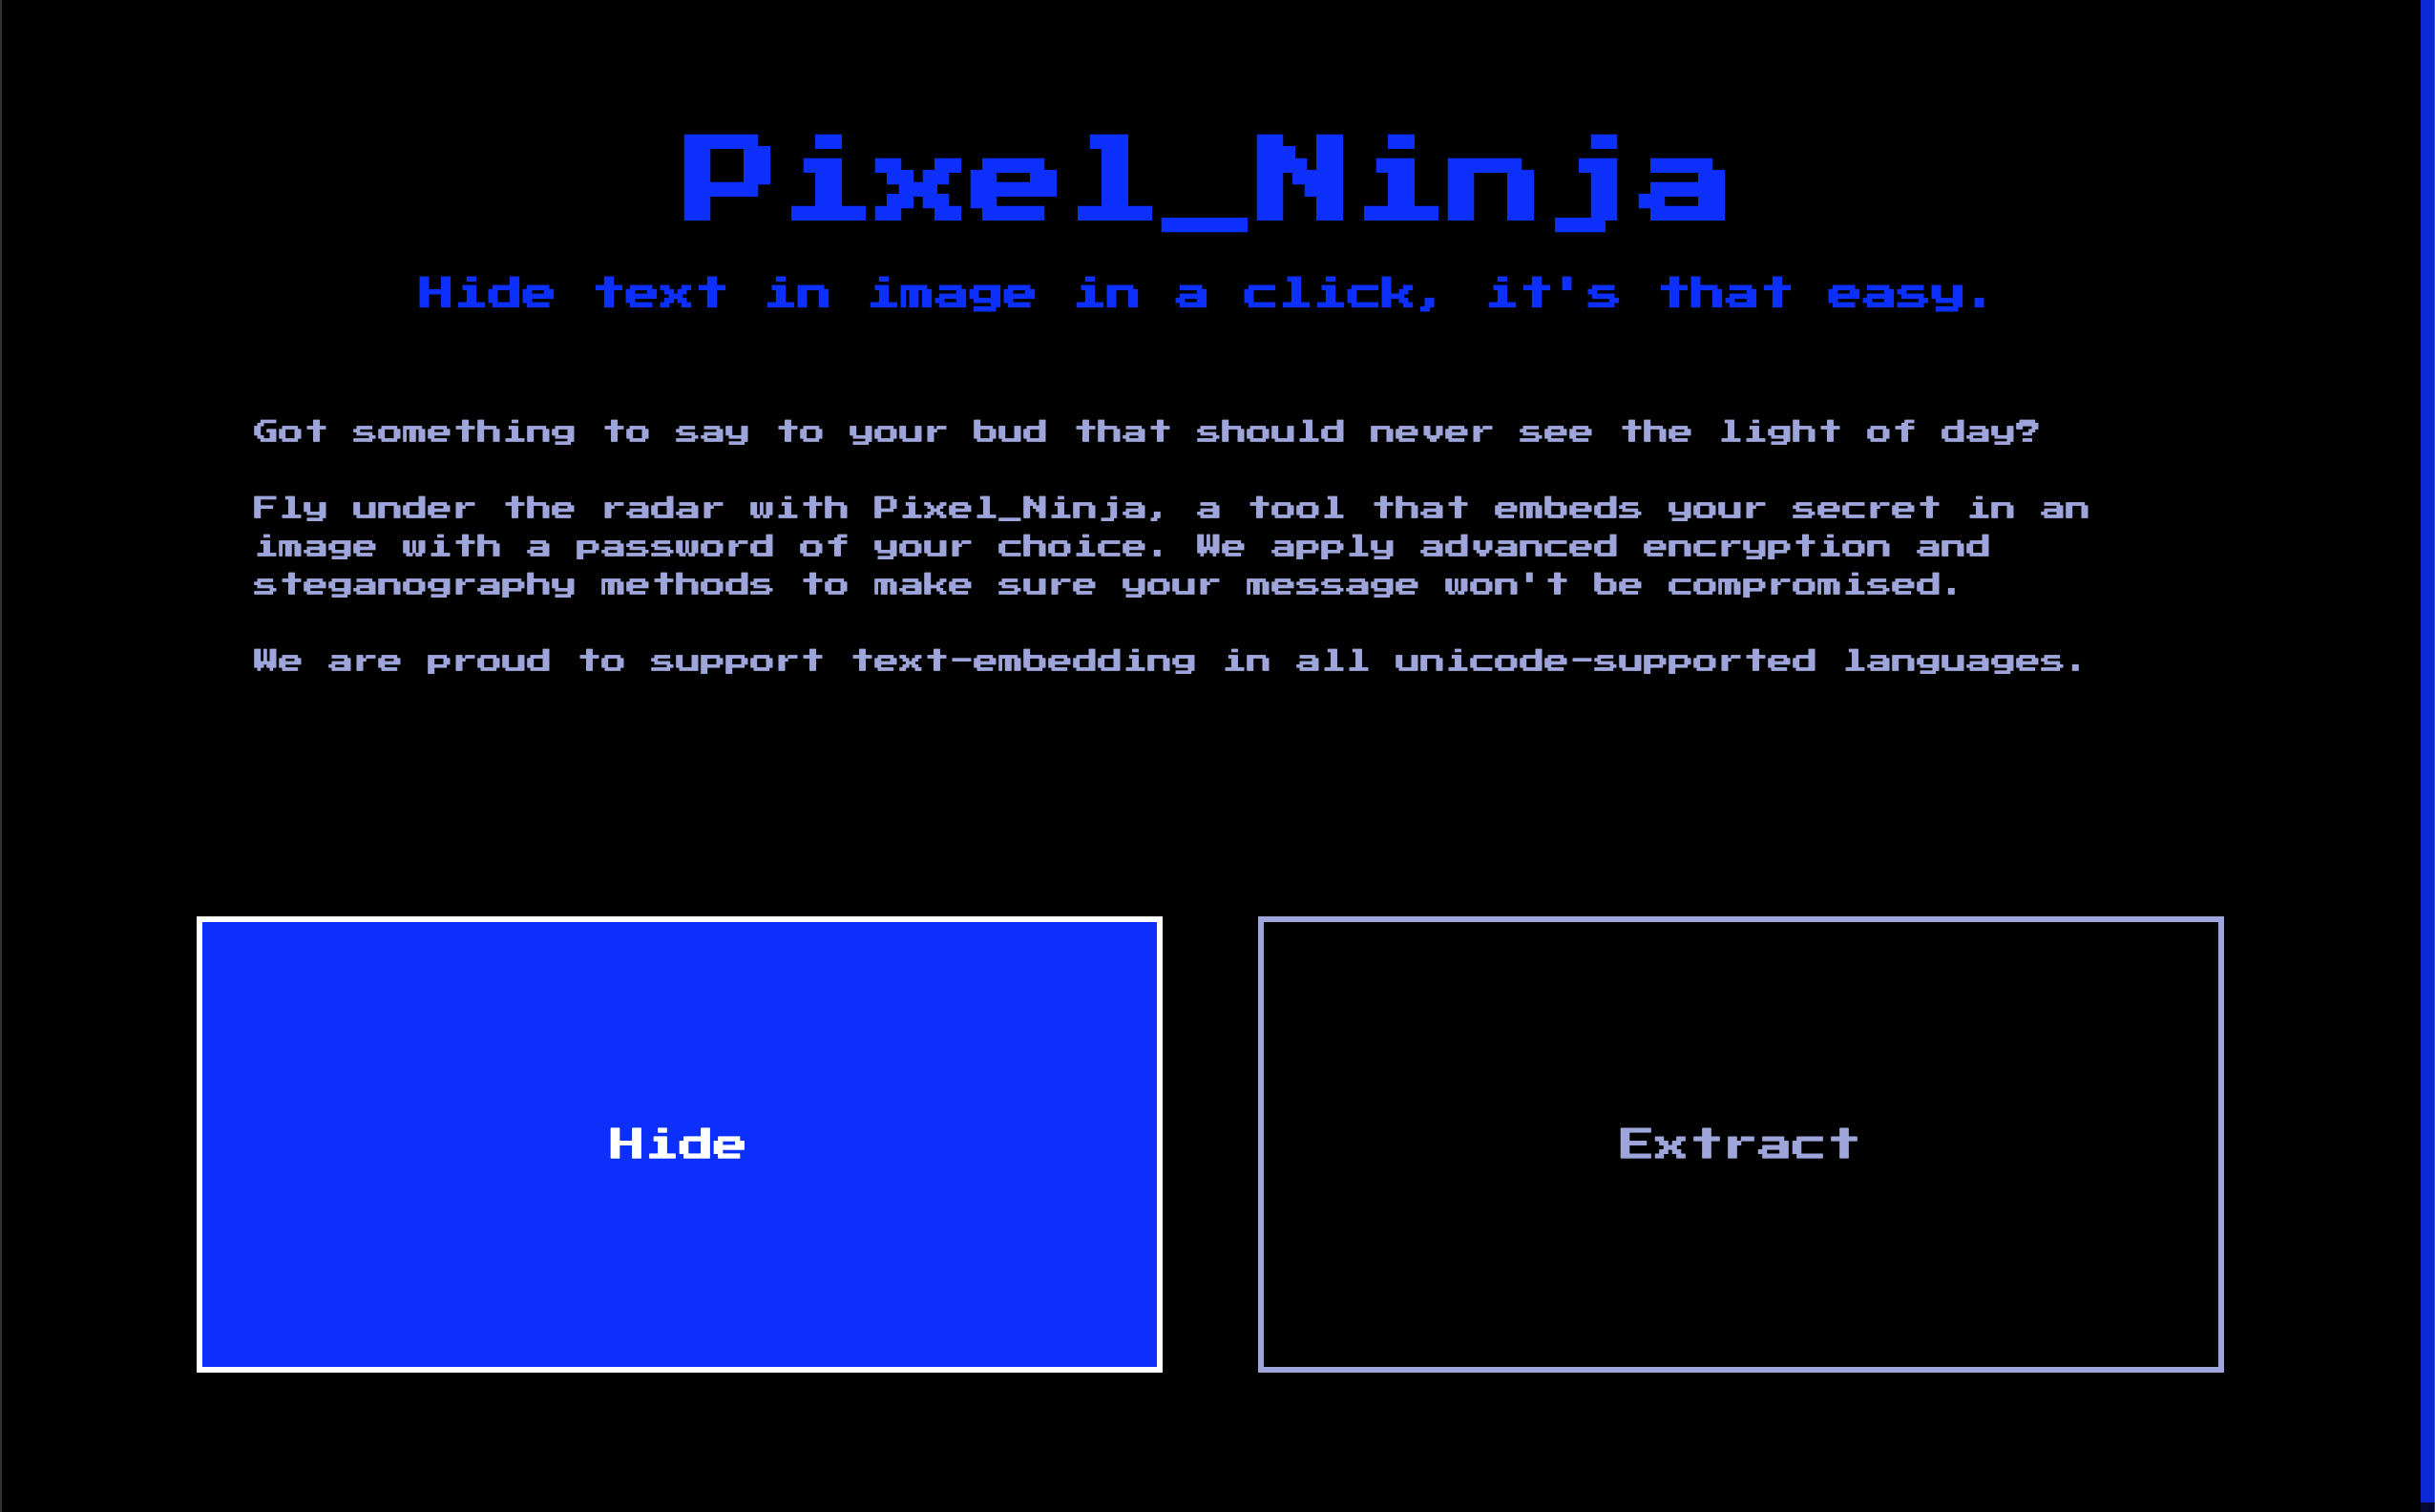 Pixel_Ninja
Hide text in image in a click, it's that easy.
Got something to say to your bud that should never see the light of day?
Fly under the radar with Pixel_Ninja, a tool that embeds your secret in an
image with a password of your choice. We apply advanced encryption and
steganography methods to make sure your message won't be compromised.
We are proud to support text-embedding in all unicode-supported languages.
Hide
Extract